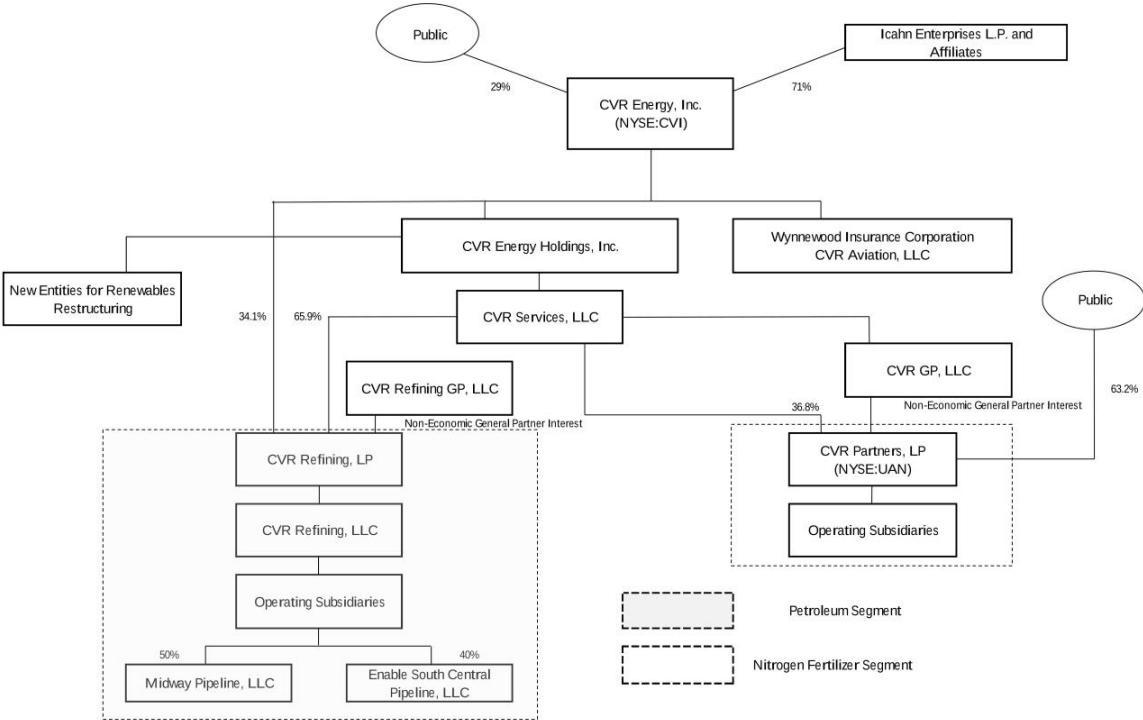 Public
Icahn Enterprises L.P. and
Affiliates
29%
71%
CVR Energy, Inc.
(NYSE:CVI)
CVR Energy Holdings, Inc.
Wynnewood Insurance Corporation
CVR Aviation, LLC
New Entities for Renewables
Restructuring
34.1%
65.9%
CVR Services, LLC
Public
CVR Refining GP, LLC
CVR GP, LLC
63.2%
36.8%
Non-Economic General Partner Interest
Non-Economic General Partner Interest
CVR Refining, LP
CVR Partners, LP
(NYSE:UAN)
CVR Refining, LLC
Operating Subsidiaries
Operating Subsidiaries
Petroleum Segment
50%
40%
Midway Pipeline, LLC
Enable South Central
Pipeline, LLC
Nitrogen Fertilizer Segment